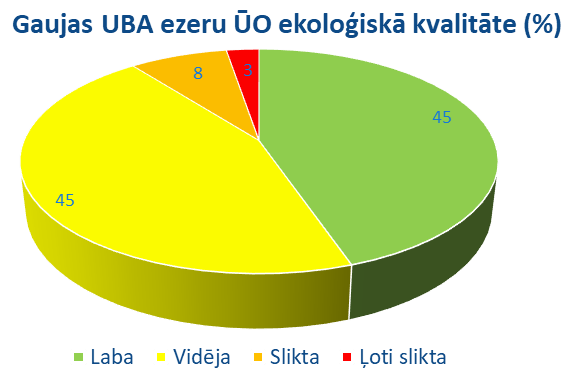 Gaujas UBA ezeru ŪO ekoloģiskā kvalitāte (%)
8
3
45
45
Laba
Vidēja
Slikta
Ļoti slikta